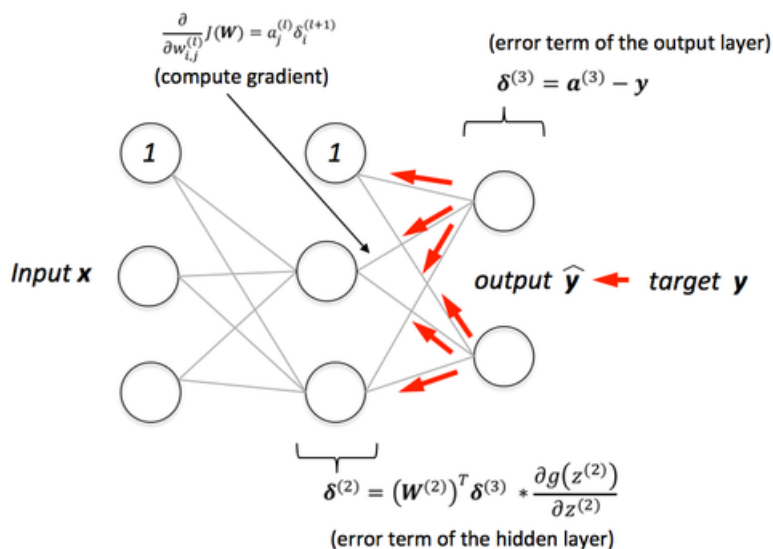 ∂/∂w_{i,j}^{(l)} J(W) = a_j^{(l)} δ_i^{(l+1)}
(compute gradient)
(error term of the output layer)
δ^{(3)} = a^{(3)} − y
1
1
Input x
output ŷ
target y
δ^{(2)} = (W^{(2)})^T δ^{(3)} * ∂g(z^{(2)})/∂z^{(2)}
(error term of the hidden layer)